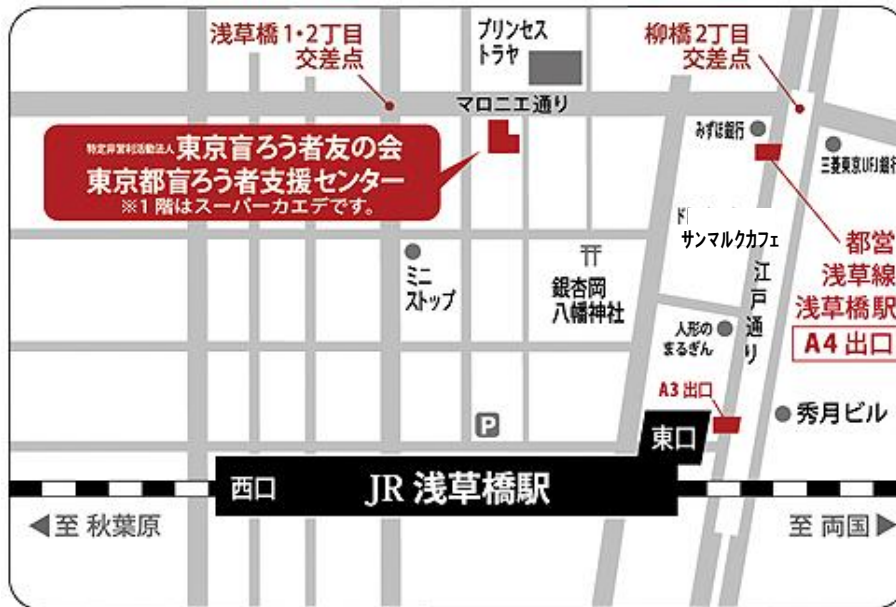 浅草橋1・2丁目
交差点
プリンセス
トラヤ
柳橋2丁目
交差点
マロニエ通り
みずほ銀行
三菱東京UFJ銀行
特定非営利活動法人 東京盲ろう者友の会
東京都盲ろう者支援センター
※1階はスーパーカエデです。
サンマルクカフェ
都営
浅草線
浅草橋駅
A4 出口
ミニ
ストップ
銀杏岡
八幡神社
江戸通り
人形の
まるぎん
A3 出口
P
秀月ビル
東口
西口
JR 浅草橋駅
至 秋葉原
至 両国